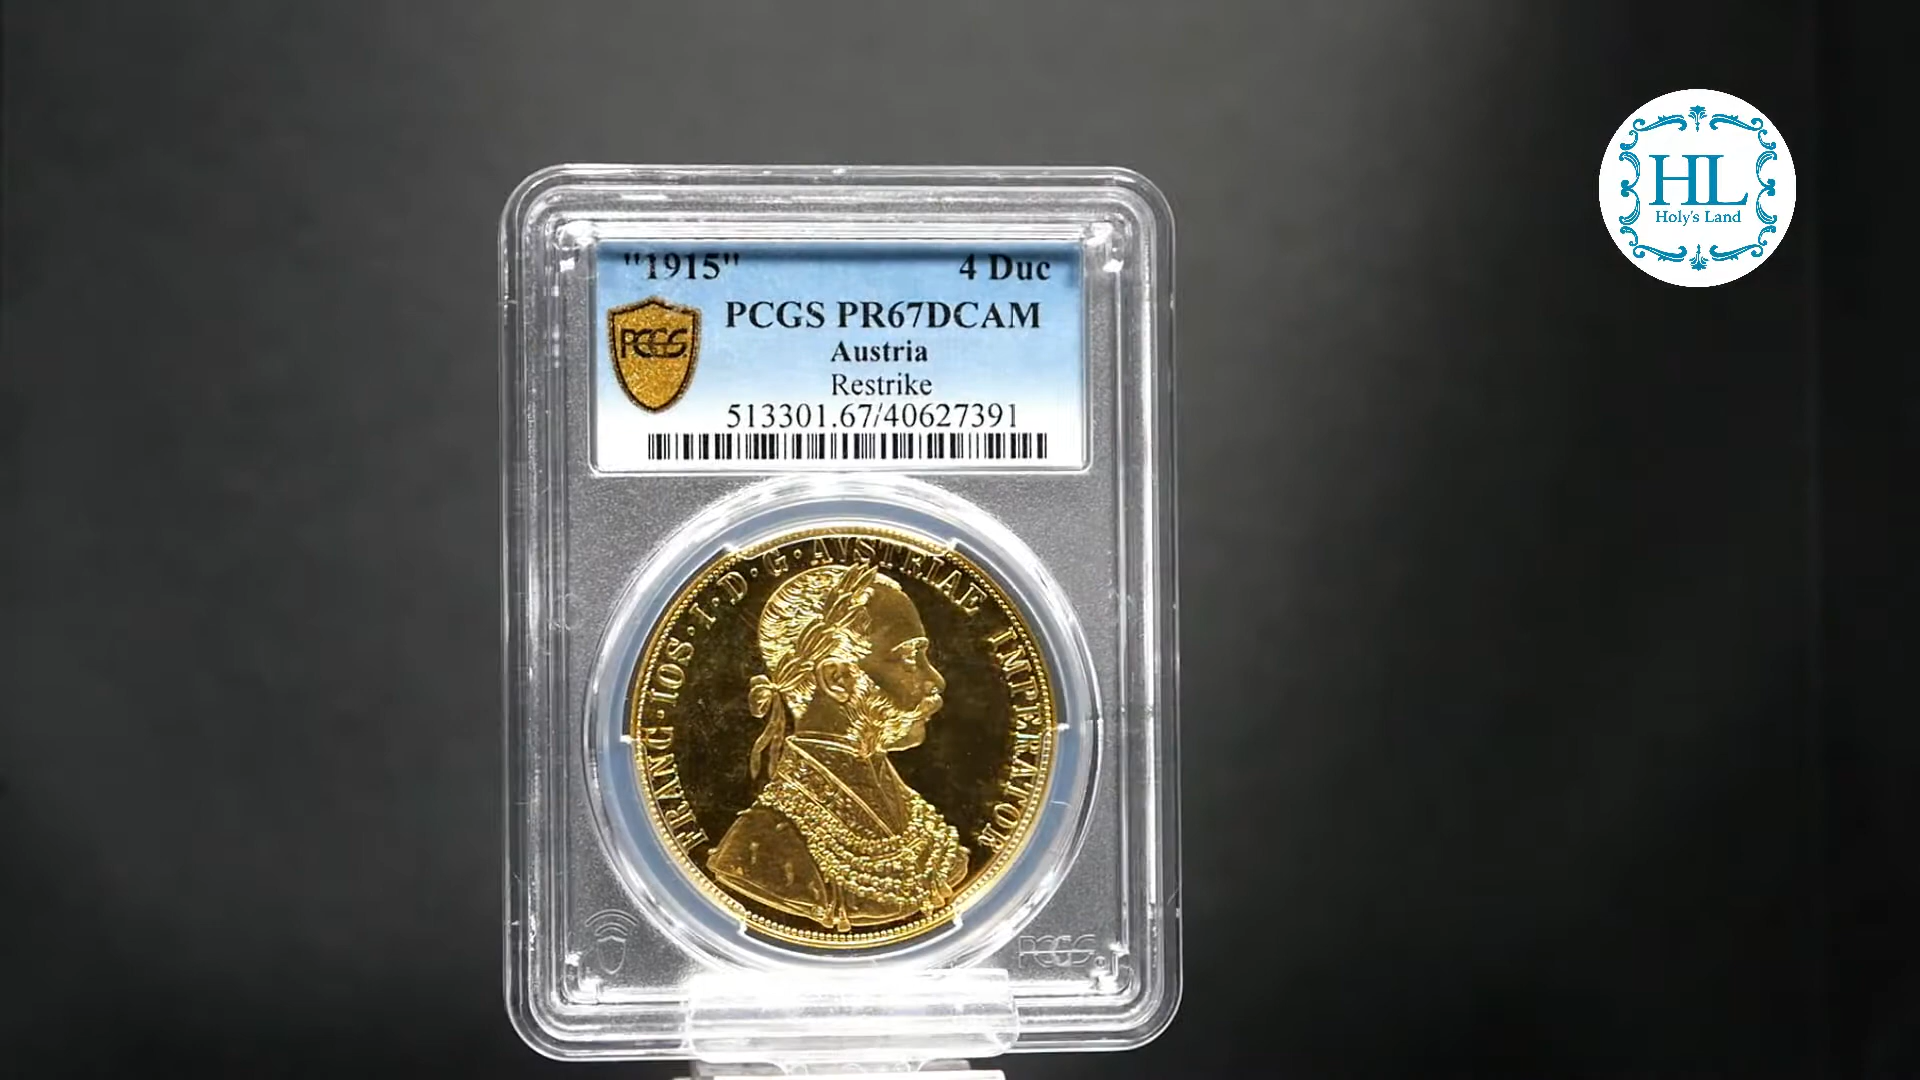 "1915" 4 Duc
PCGS PR67DCAM
PCGS
Austria
Restrike
513301.67/40627391
FRANC·IOS·I·D·G·AVSTRIAE IMPERATOR
PCGS
HL
Holy's Land